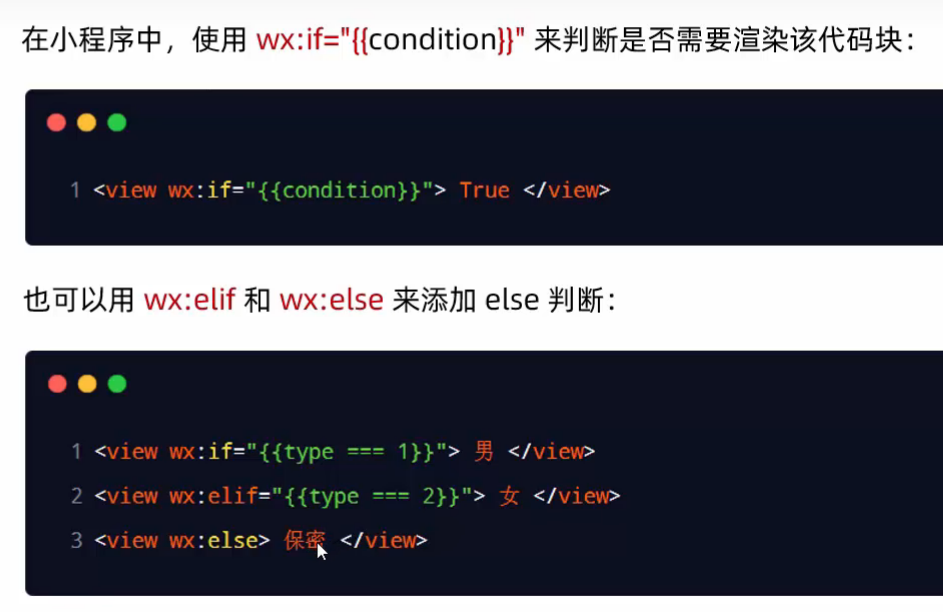 在小程序中，使用 wx:if="{{condition}}" 来判断是否需要渲染该代码块：
1 <view wx:if="{{condition}}"> True </view>
也可以用 wx:elif 和 wx:else 来添加 else 判断：
1 <view wx:if="{{type === 1}}"> 男 </view>
2 <view wx:elif="{{type === 2}}"> 女 </view>
3 <view wx:else> 保密 </view>